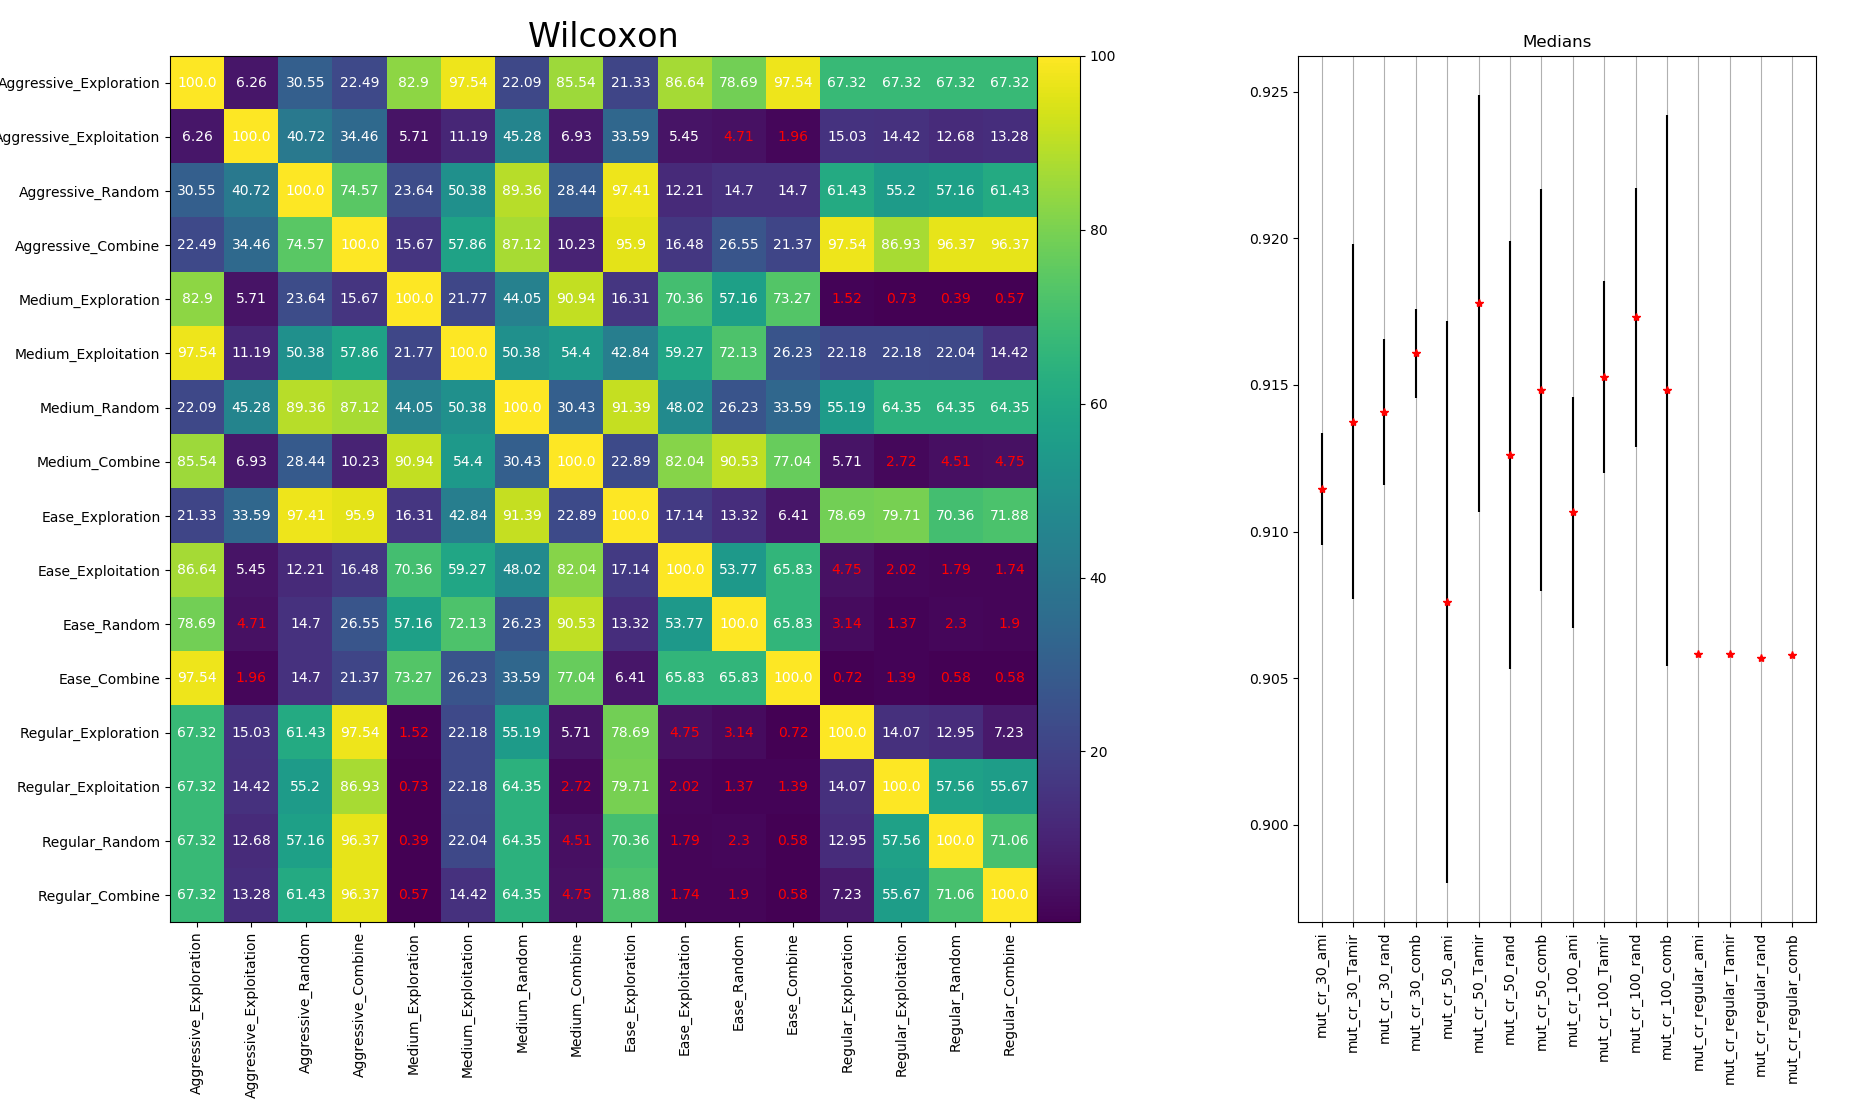 Wilcoxon
Aggressive_Exploration 100.0 6.26 30.55 22.49 82.9 97.54 22.09 85.54 21.33 86.64 78.69 97.54 67.32 67.32 67.32 67.32
Aggressive_Exploitation 6.26 100.0 40.72 34.46 5.71 11.19 45.28 6.93 33.59 5.45 4.71 1.96 15.03 14.42 12.68 13.28
Aggressive_Random 30.55 40.72 100.0 74.57 23.64 50.38 89.36 28.44 97.41 12.21 14.7 14.7 61.43 55.2 57.16 61.43
Aggressive_Combine 22.49 34.46 74.57 100.0 15.67 57.86 87.12 10.23 95.9 16.48 26.55 21.37 97.54 86.93 96.37 96.37
Medium_Exploration 82.9 5.71 23.64 15.67 100.0 21.77 44.05 90.94 16.31 70.36 57.16 73.27 1.52 0.73 0.39 0.57
Medium_Exploitation 97.54 11.19 50.38 57.86 21.77 100.0 50.38 54.4 42.84 59.27 72.13 26.23 22.18 22.18 22.04 14.42
Medium_Random 22.09 45.28 89.36 87.12 44.05 50.38 100.0 30.43 91.39 48.02 26.23 33.59 55.19 64.35 64.35 64.35
Medium_Combine 85.54 6.93 28.44 10.23 90.94 54.4 30.43 100.0 22.89 82.04 90.53 77.04 5.71 2.72 4.51 4.75
Ease_Exploration 21.33 33.59 97.41 95.9 16.31 42.84 91.39 22.89 100.0 17.14 13.32 6.41 78.69 79.71 70.36 71.88
Ease_Exploitation 86.64 5.45 12.21 16.48 70.36 59.27 48.02 82.04 17.14 100.0 53.77 65.83 4.75 2.02 1.79 1.74
Ease_Random 78.69 4.71 14.7 26.55 57.16 72.13 26.23 90.53 13.32 53.77 100.0 65.83 3.14 1.37 2.3 1.9
Ease_Combine 97.54 1.96 14.7 21.37 73.27 26.23 33.59 77.04 6.41 65.83 65.83 100.0 0.72 1.39 0.58 0.58
Regular_Exploration 67.32 15.03 61.43 97.54 1.52 22.18 55.19 5.71 78.69 4.75 3.14 0.72 100.0 14.07 12.95 7.23
Regular_Exploitation 67.32 14.42 55.2 86.93 0.73 22.18 64.35 2.72 79.71 2.02 1.37 1.39 14.07 100.0 57.56 55.67
Regular_Random 67.32 12.68 57.16 96.37 0.39 22.04 64.35 4.51 70.36 1.79 2.3 0.58 12.95 57.56 100.0 71.06
Regular_Combine 67.32 13.28 61.43 96.37 0.57 14.42 64.35 4.75 71.88 1.74 1.9 0.58 7.23 55.67 71.06 100.0
Aggressive_Exploration
Aggressive_Exploitation
Aggressive_Random
Aggressive_Combine
Medium_Exploration
Medium_Exploitation
Medium_Random
Medium_Combine
Ease_Exploration
Ease_Exploitation
Ease_Random
Ease_Combine
Regular_Exploration
Regular_Exploitation
Regular_Random
Regular_Combine
100
80
60
40
20
Medians
0.925
0.920
0.915
0.910
0.905
0.900
mut_cr_30_ami
mut_cr_30_Tamir
mut_cr_30_rand
mut_cr_30_comb
mut_cr_50_ami
mut_cr_50_Tamir
mut_cr_50_rand
mut_cr_50_comb
mut_cr_100_ami
mut_cr_100_Tamir
mut_cr_100_rand
mut_cr_100_comb
mut_cr_regular_ami
mut_cr_regular_Tamir
mut_cr_regular_rand
mut_cr_regular_comb